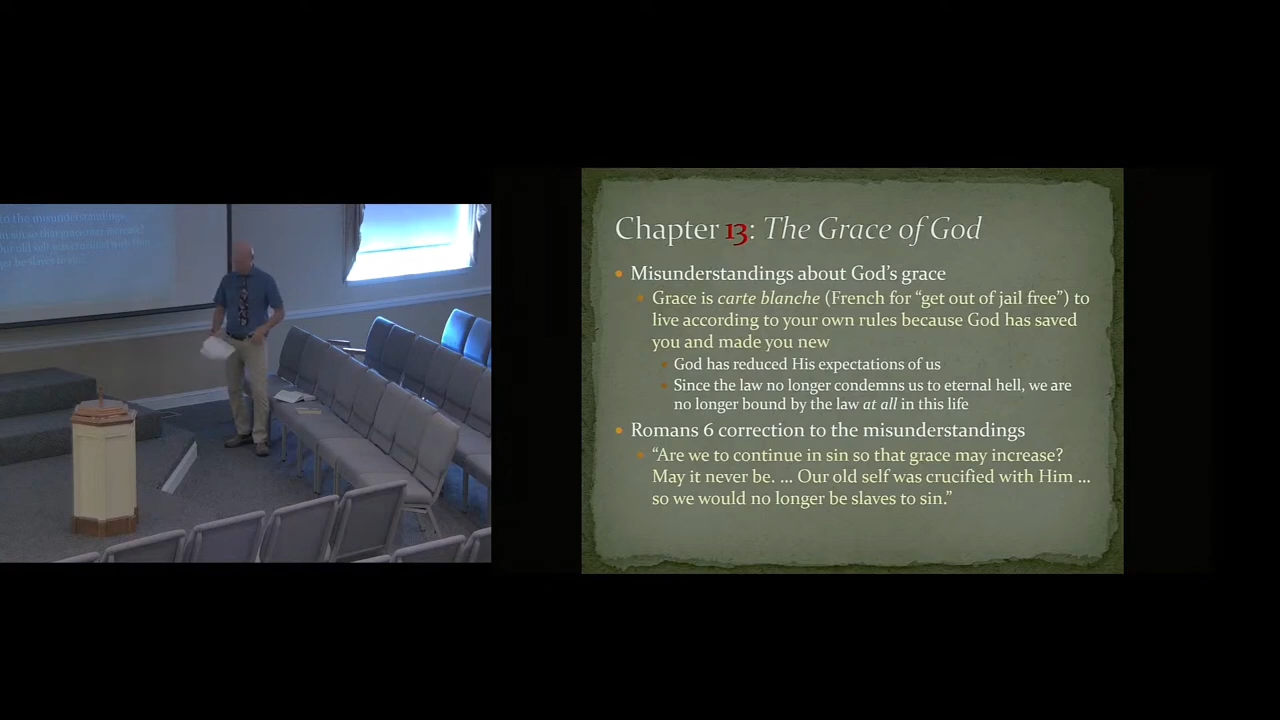 Chapter 13: The Grace of God
Misunderstandings about God's grace
Grace is carte blanche (French for “get out of jail free”) to
live according to your own rules because God has saved
you and made you new
God has reduced His expectations of us
Since the law no longer condemns us to eternal hell, we are
no longer bound by the law at all in this life
Romans 6 correction to the misunderstandings
“Are we to continue in sin so that grace may increase?
May it never be. ... Our old self was crucified with Him ...
so we would no longer be slaves to sin.”